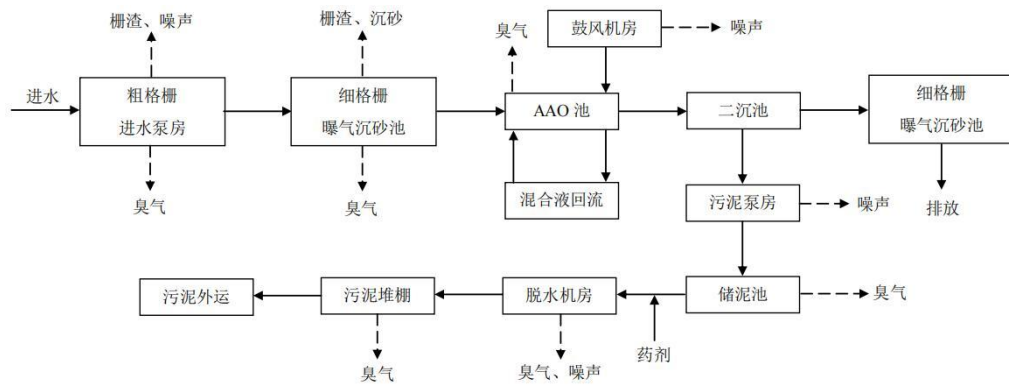 栅渣、噪声
栅渣、沉砂
臭气
鼓风机房
噪声
进水
粗格栅
进水泵房
细格栅
曝气沉砂池
AAO 池
二沉池
细格栅
曝气沉砂池
臭气
臭气
混合液回流
污泥泵房
噪声
排放
污泥外运
污泥堆棚
脱水机房
储泥池
臭气
药剂
臭气
臭气、噪声